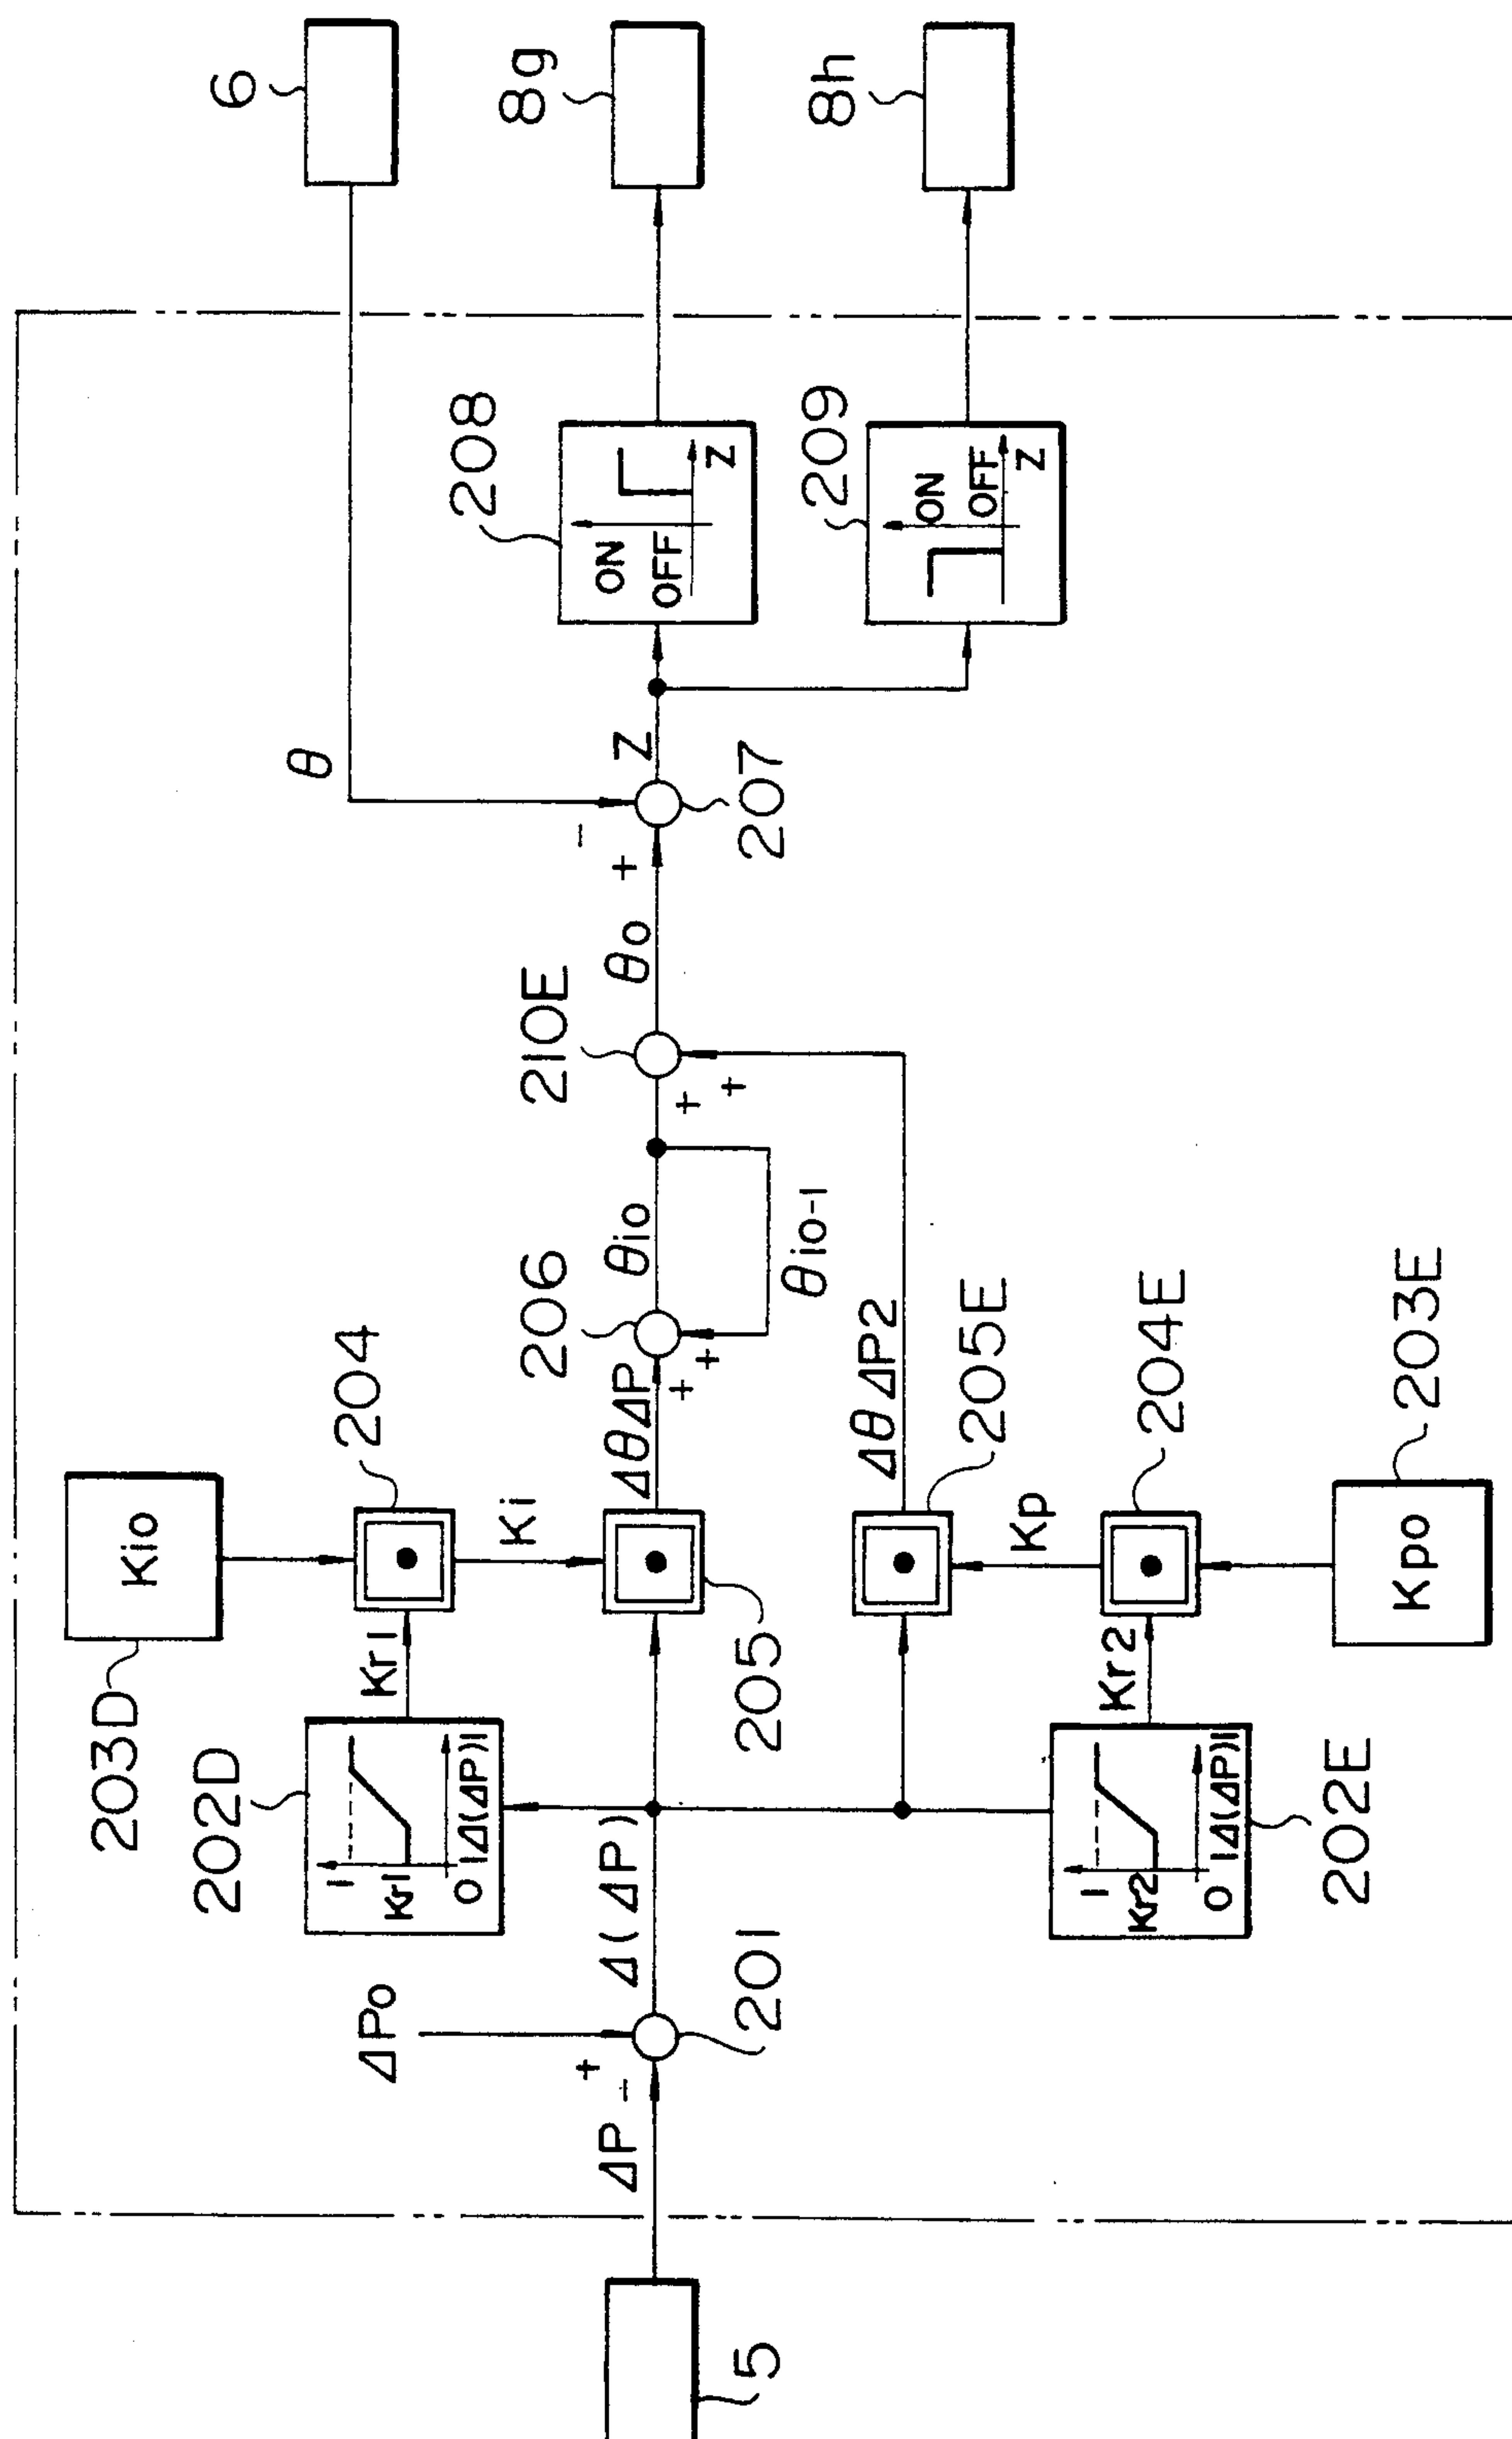 6
8g
8h
θ
208
ON
OFF
Z
209
ON
OFF
Z
Z
207
+
-
θo
210E
+
+
θio
206
θio-1
+
+
ΔθΔP
ΔθΔP2
205E
204
Kio
203D
Ki
Kr1
202D
1
Kr1
0
|Δ(ΔP)|
205
Kp
204E
Kpo
203E
Kr2
1
Kr2
0
|Δ(ΔP)|
202E
Δ(ΔP)
201
ΔPo
+
-
ΔP
5